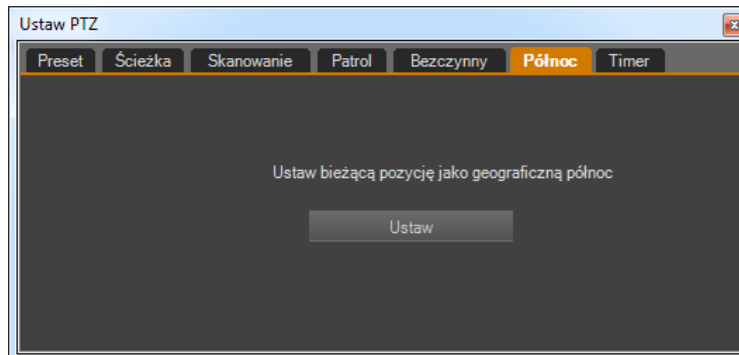 Ustaw PTZ
Preset Ścieżka Skanowanie Patrol Bezczynny Północ Timer
Ustaw bieżącą pozycję jako geograficzną północ
Ustaw